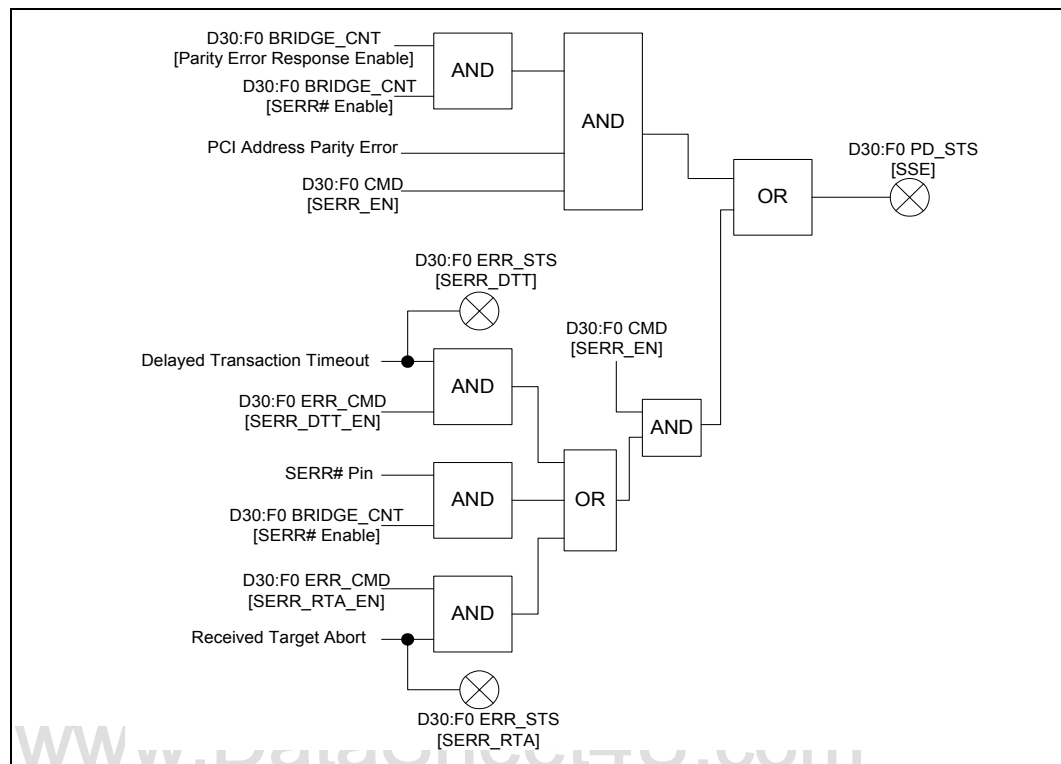 D30:F0 BRIDGE_CNT
[Parity Error Response Enable]
AND
D30:F0 BRIDGE_CNT
[SERR# Enable]
AND
PCI Address Parity Error
D30:F0 CMD
[SERR_EN]
OR
D30:F0 PD_STS
[SSE]
D30:F0 ERR_STS
[SERR_DTT]
Delayed Transaction Timeout
AND
D30:F0 ERR_CMD
[SERR_DTT_EN]
D30:F0 CMD
[SERR_EN]
AND
SERR# Pin
AND
D30:F0 BRIDGE_CNT
[SERR# Enable]
OR
D30:F0 ERR_CMD
[SERR_RTA_EN]
AND
Received Target Abort
D30:F0 ERR_STS
[SERR_RTA]
www.DataSheet4U.com